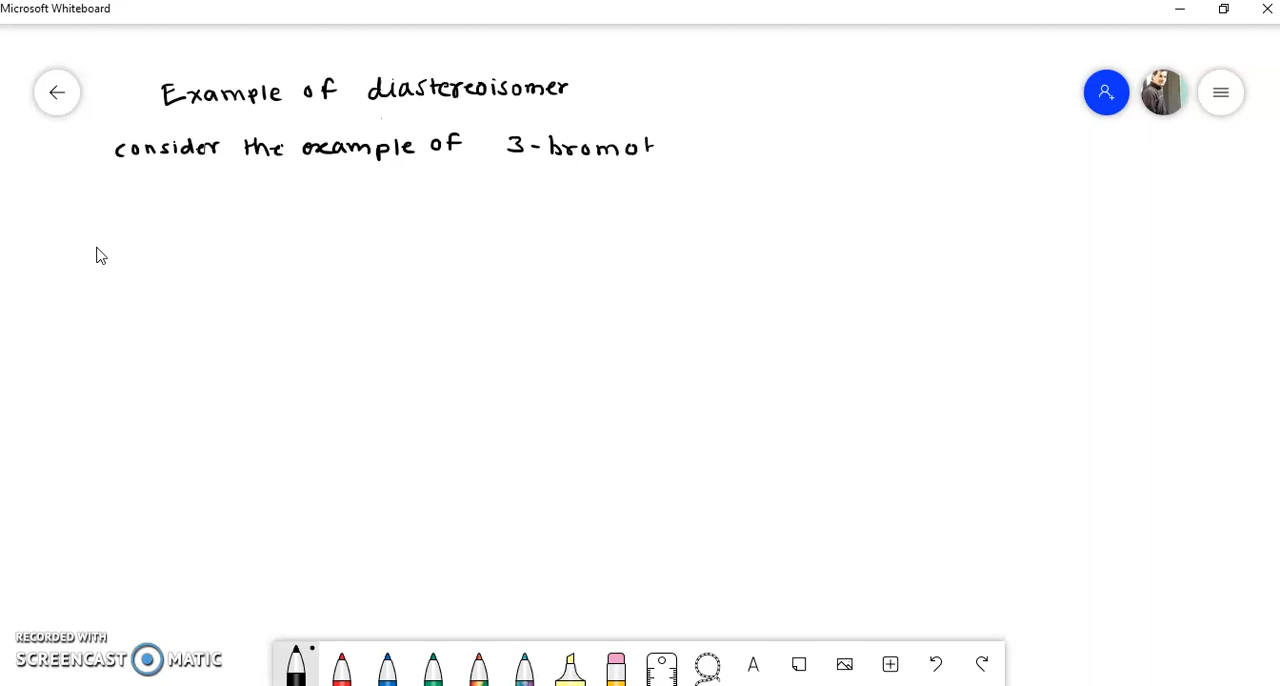 Microsoft Whiteboard
Example of diastereoisomer
consider the example of 3-bromot
RECORDED WITH
SCREENCAST MATIC